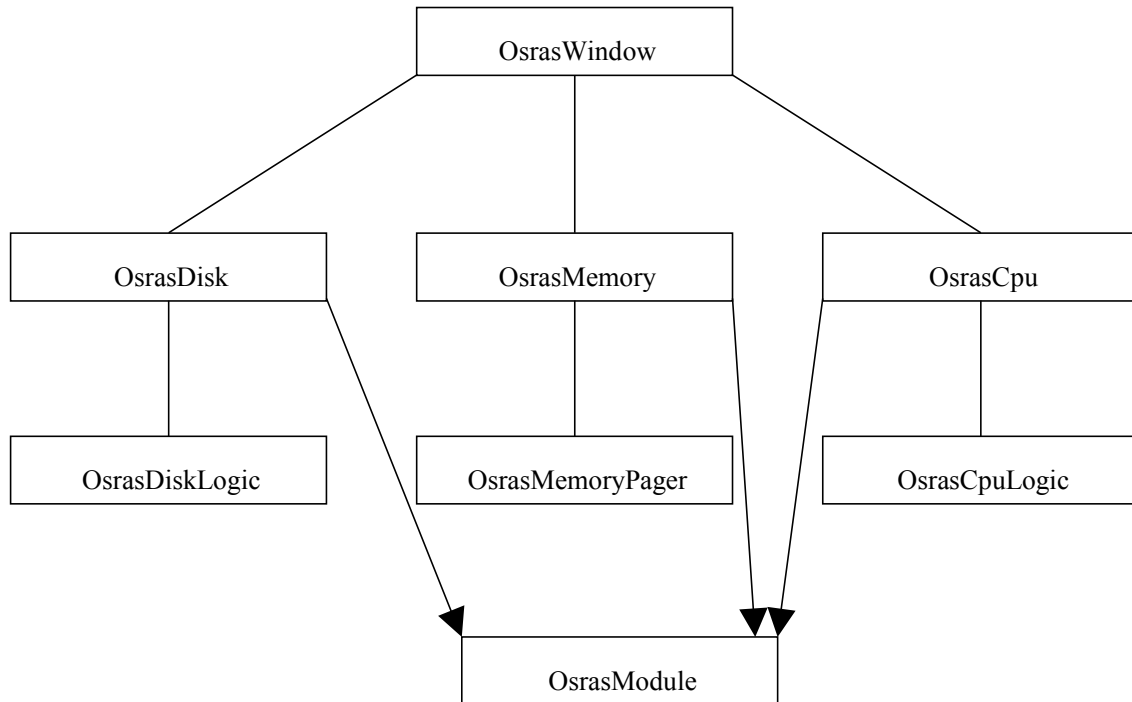 OsrasWindow
OsrasDisk
OsrasMemory
OsrasCpu
OsrasDiskLogic
OsrasMemoryPager
OsrasCpuLogic
OsrasModule